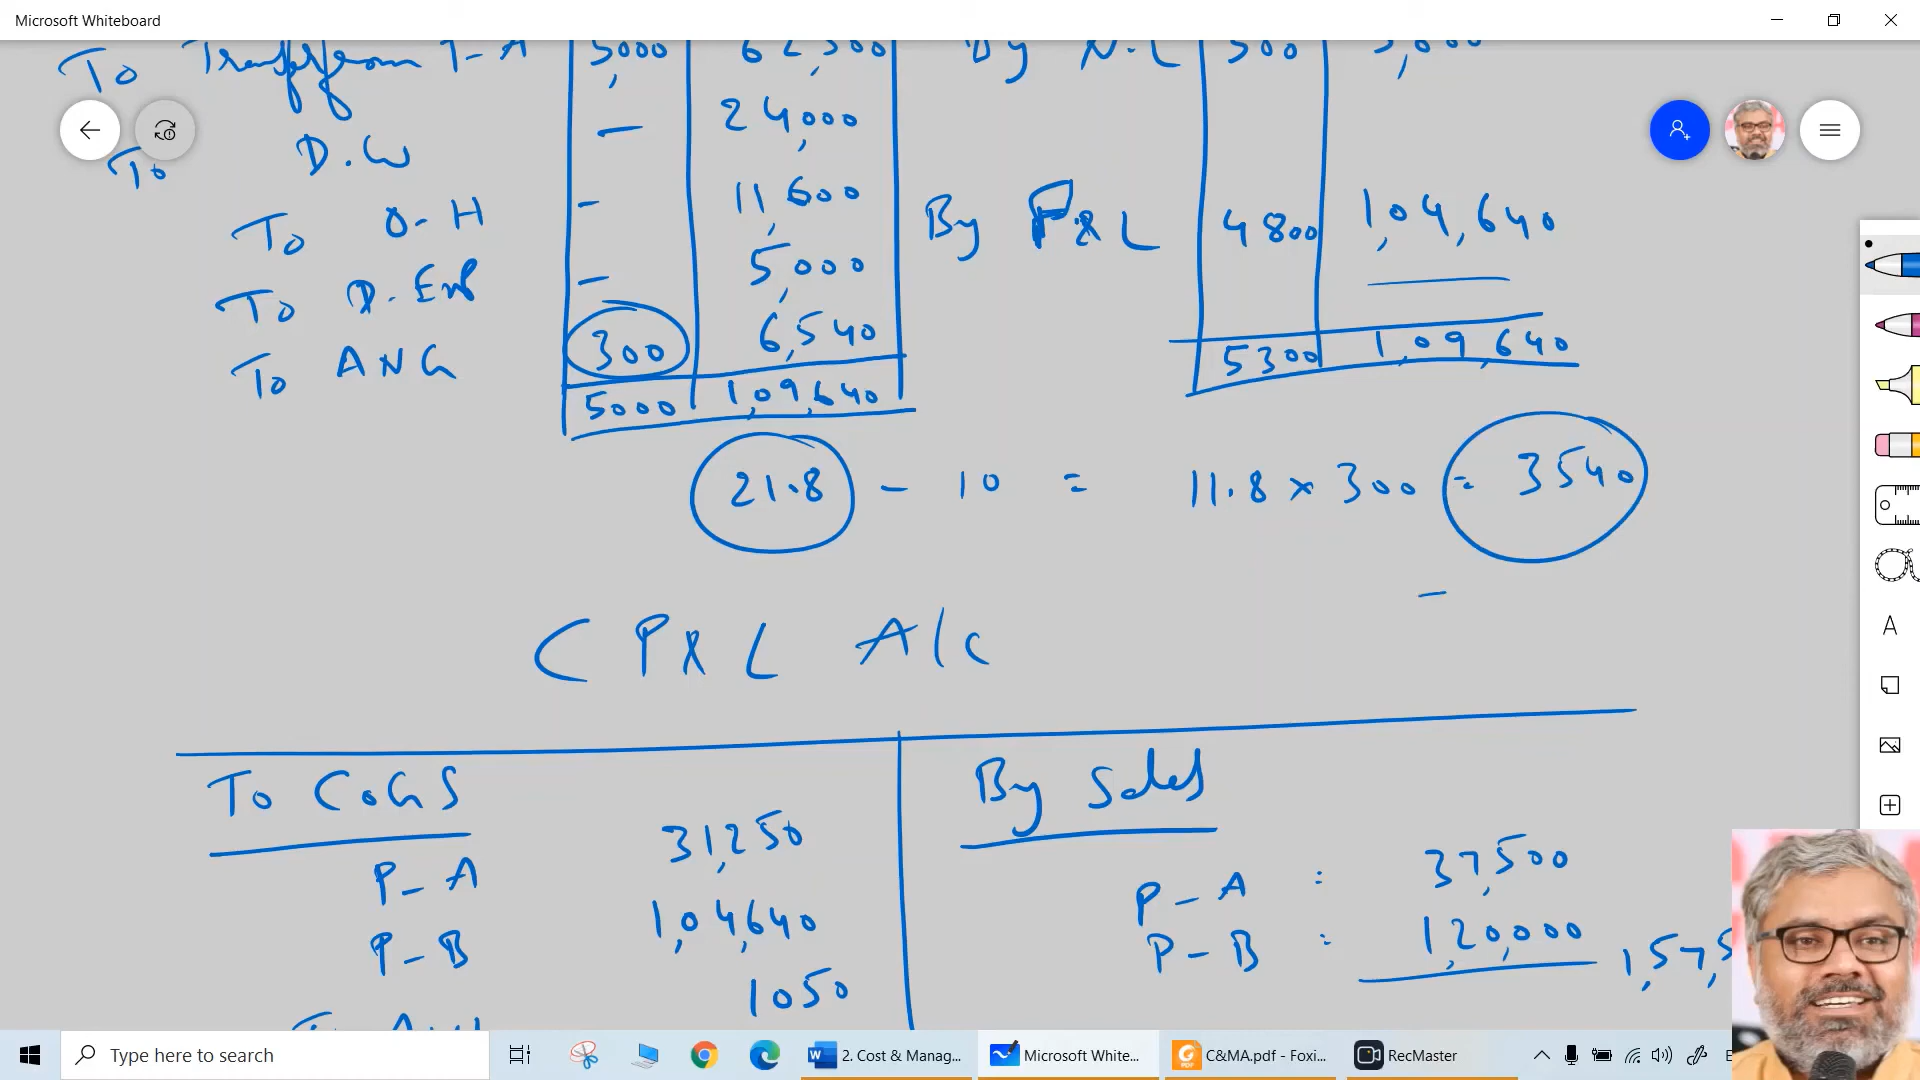 Microsoft Whiteboard
To Transfer from P-A 5000 62,500 By N.L 500 5,000
To D.W - 24,000
To O-H - 11,600 By P&L 4800 1,04,640
To D.Exp - 5,000
To ANG 300 6,540
5000 1,09,640 5300 1,09,640
21.8 - 10 = 11.8 x 300 = 3540
-
C P&L A/c
To CoGS By Sales
P-A 31,250 P-A : 37,500
P-B 1,04,640 P-B : 1,20,000 1,57,5
1050
A
Type here to search
2. Cost & Manag...
Microsoft White...
C&MA.pdf - Foxi...
RecMaster